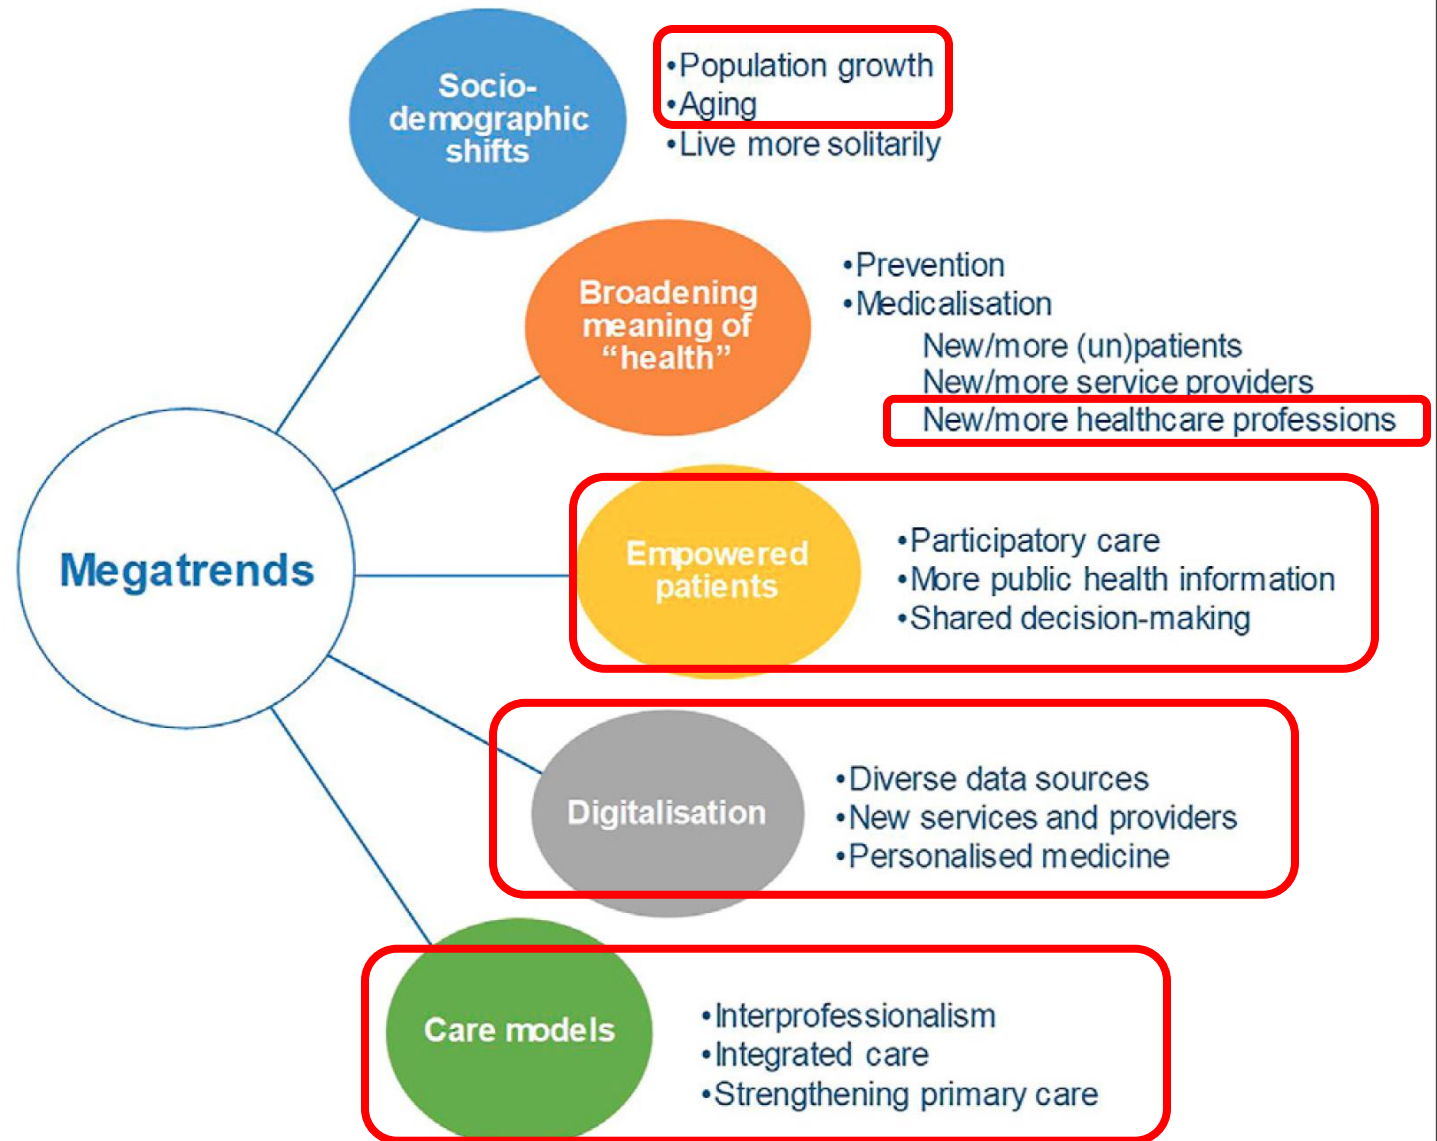 Socio-
demographic
shifts
•Population growth
•Aging
•Live more solitarily
Broadening
meaning of
“health”
•Prevention
•Medicalisation
New/more (un)patients
New/more service providers
New/more healthcare professions
Megatrends
Empowered
patients
•Participatory care
•More public health information
•Shared decision-making
Digitalisation
•Diverse data sources
•New services and providers
•Personalised medicine
Care models
•Interprofessionalism
•Integrated care
•Strengthening primary care